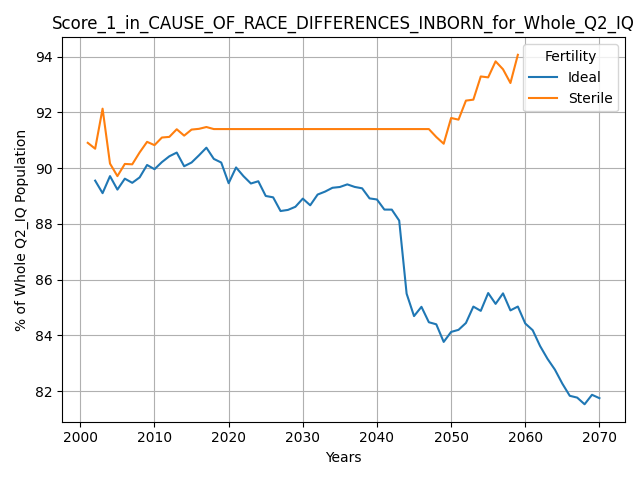 Score_1_in_CAUSE_OF_RACE_DIFFERENCES_INBORN_for_Whole_Q2_IQ
Fertility
Ideal
Sterile
% of Whole Q2_IQ Population
94
92
90
88
86
84
82
2000 2010 2020 2030 2040 2050 2060 2070
Years